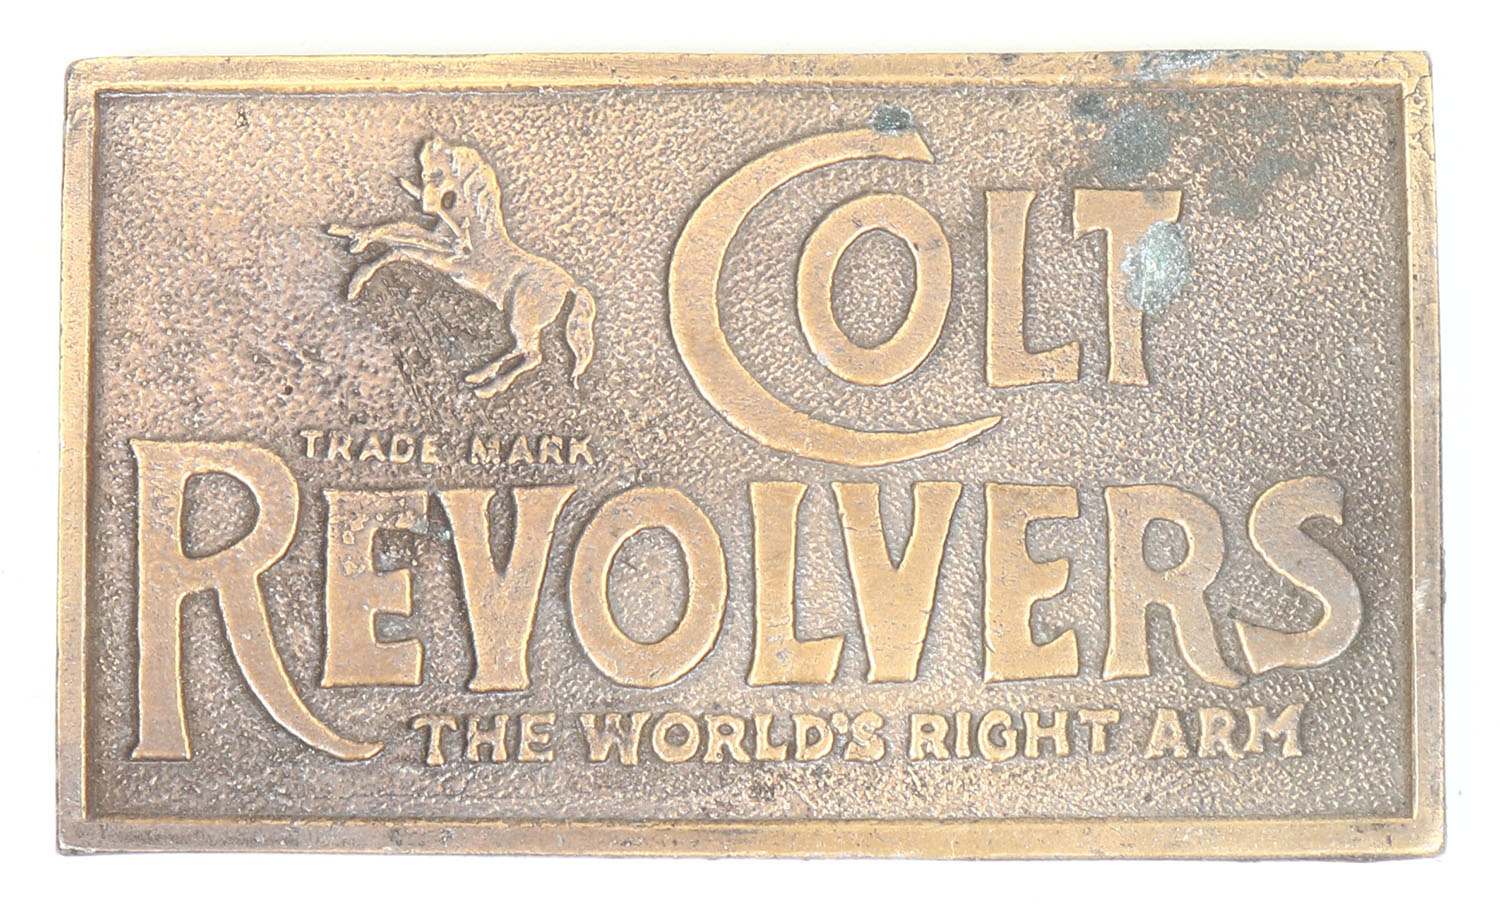 COLT
TRADE MARK
REVOLVERS
THE WORLD'S RIGHT ARM